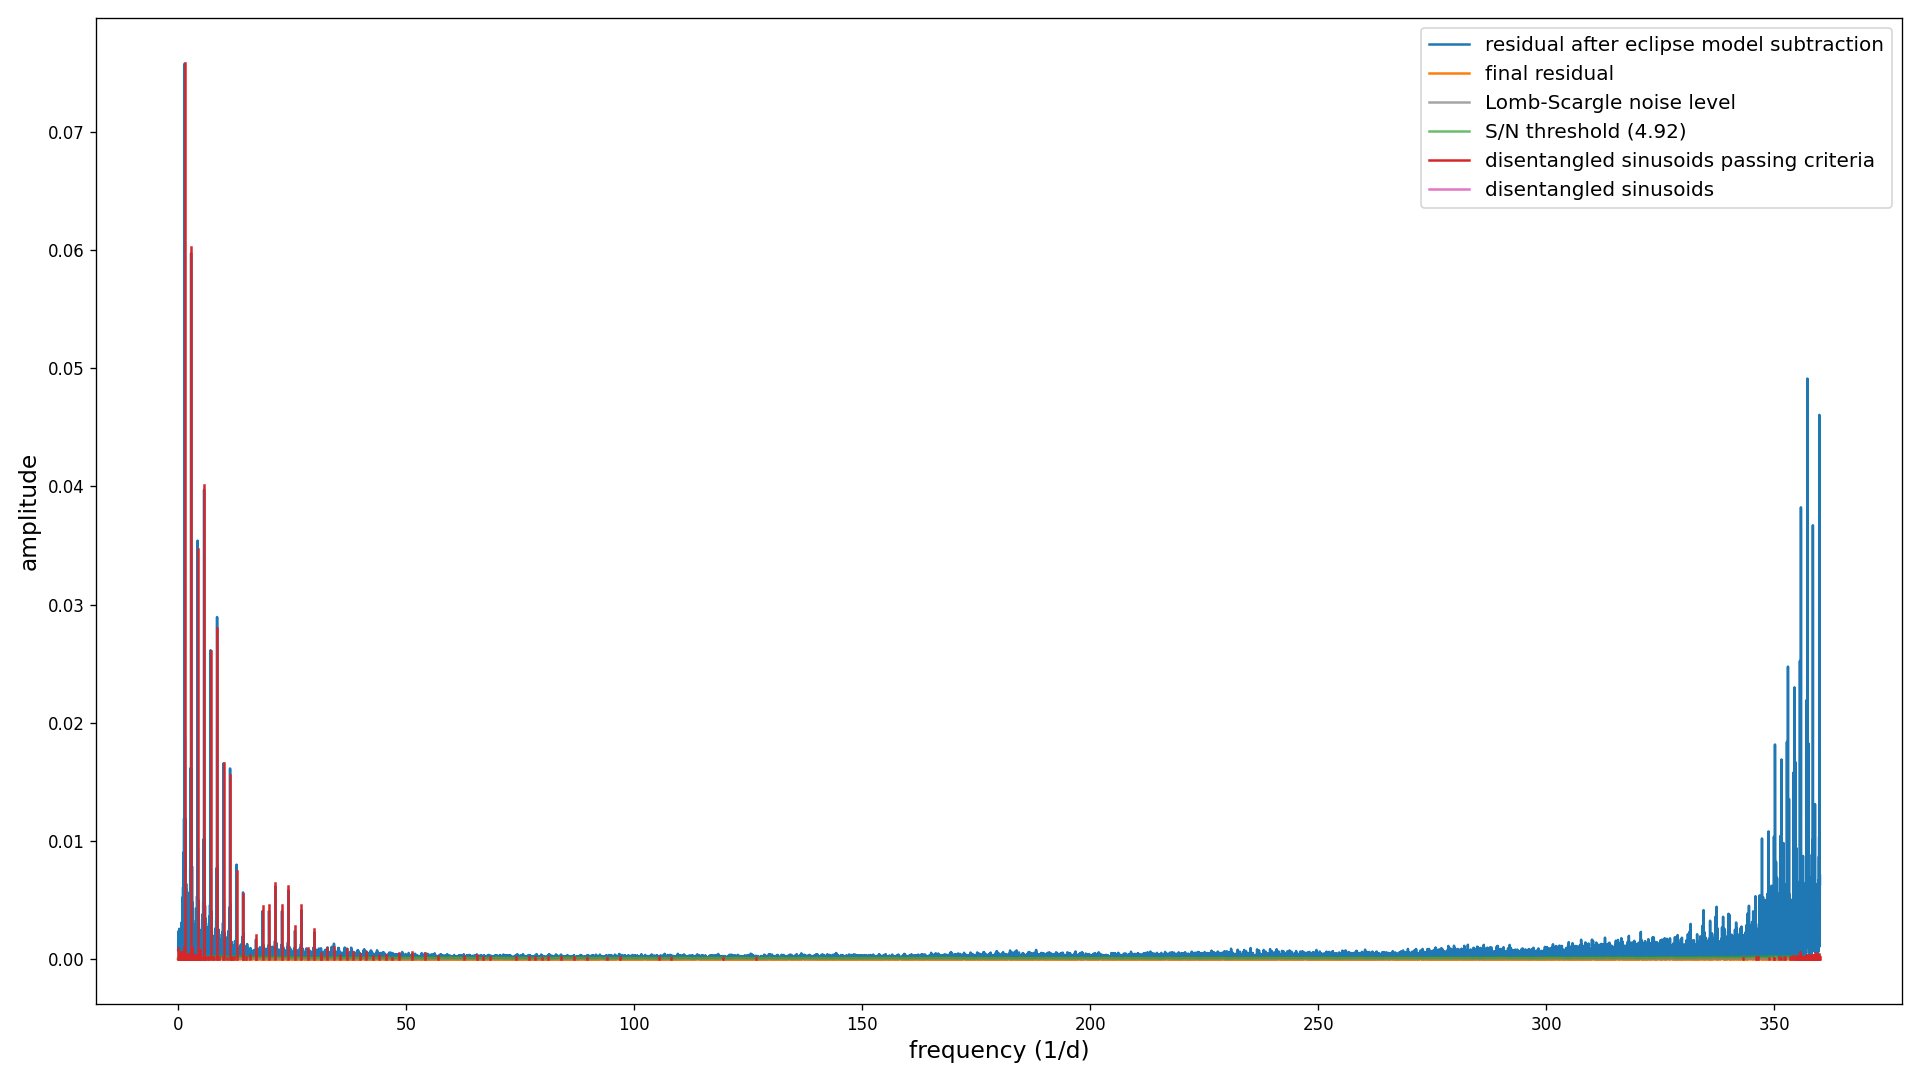 residual after eclipse model subtraction
final residual
Lomb-Scargle noise level
S/N threshold (4.92)
disentangled sinusoids passing criteria
disentangled sinusoids
amplitude
0.07
0.06
0.05
0.04
0.03
0.02
0.01
0.00
0 50 100 150 200 250 300 350
frequency (1/d)